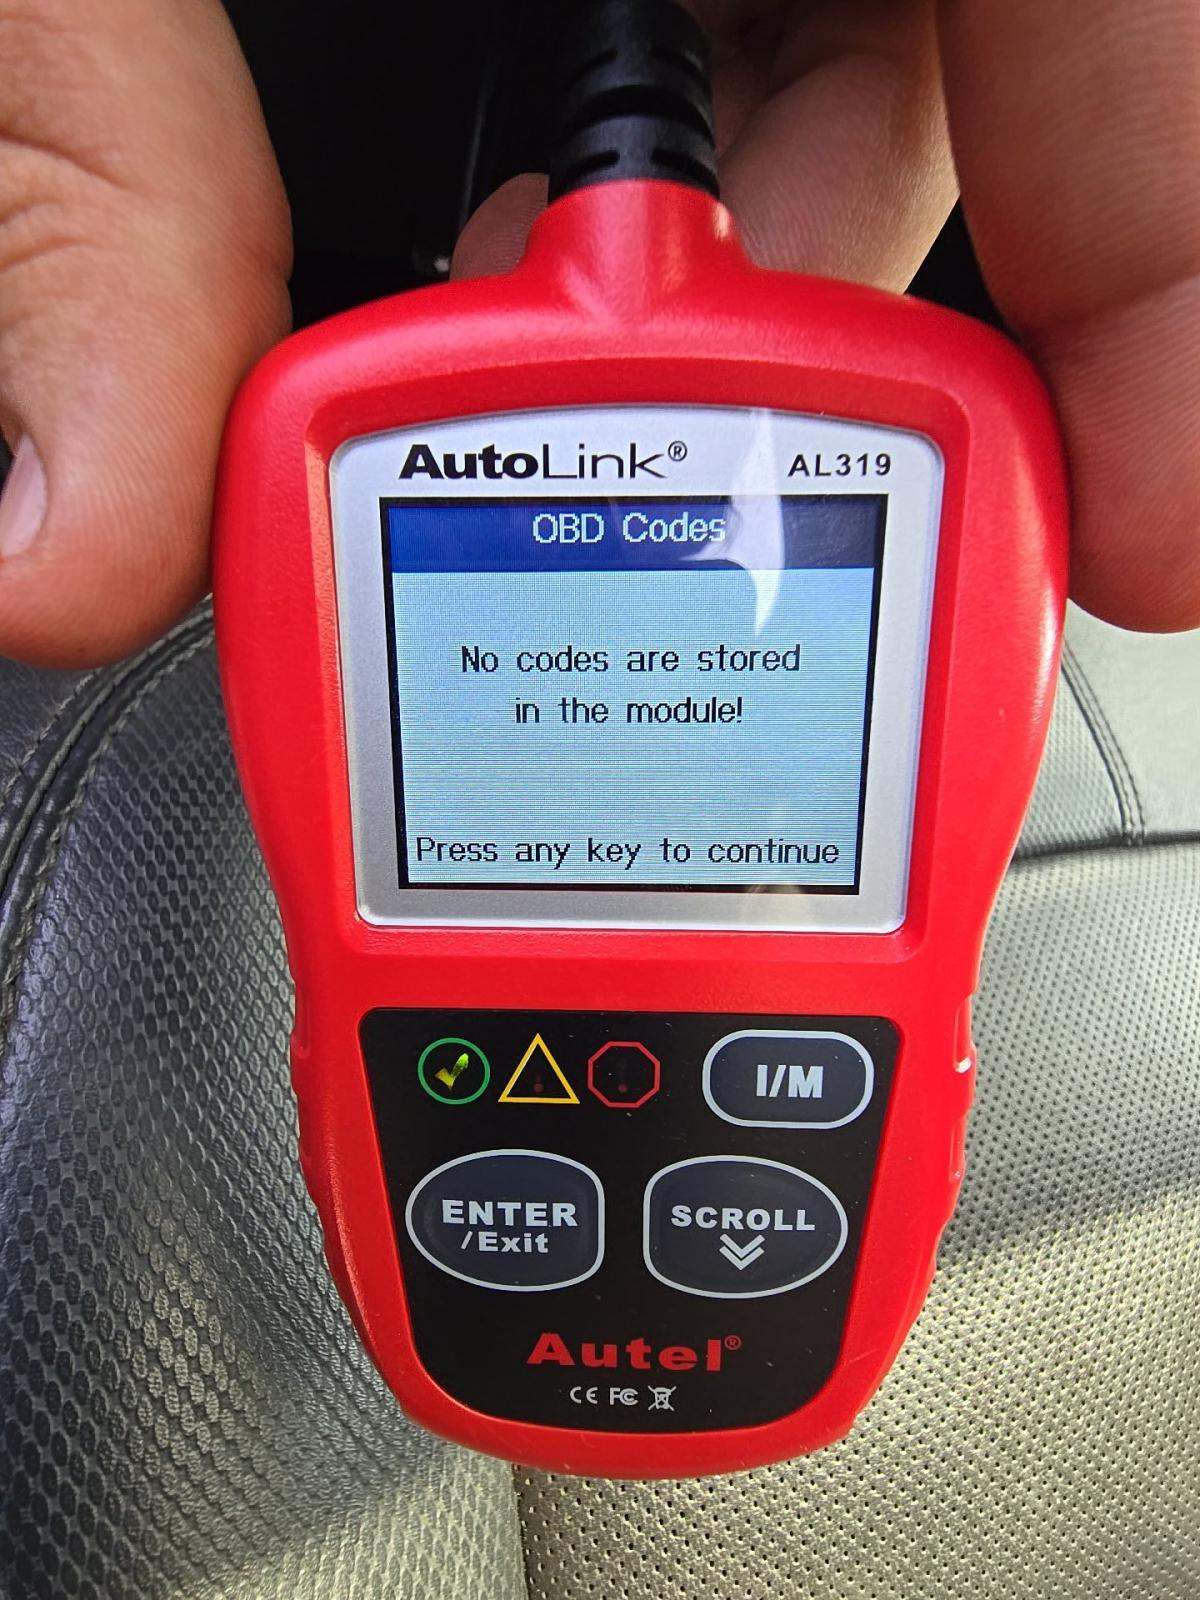 AutoLink® AL319
OBD Codes
No codes are stored
in the module!
Press any key to continue
I/M
ENTER
/Exit
SCROLL
Autel®
CE FC